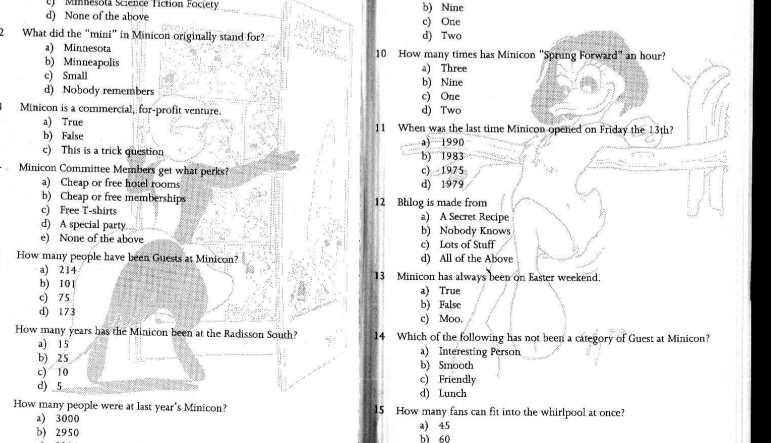 c) Minnesota Science Fiction Fociety
d) None of the above
2 What did the "mini" in Minicon originally stand for?
a) Minnesota
b) Minneapolis
c) Small
d) Nobody remembers
3 Minicon is a commercial, for-profit venture.
a) True
b) False
c) This is a trick question
Minicon Committee Members get what perks?
a) Cheap or free hotel rooms
b) Cheap or free memberships
c) Free T-shirts
d) A special party
e) None of the above
How many people have been Guests at Minicon?
a) 214
b) 101
c) 75
d) 173
How many years has the Minicon been at the Radisson South?
a) 15
b) 25
c) 10
d) 5
How many people were at last year's Minicon?
a) 3000
b) 2950
b) Nine
c) One
d) Two
10 How many times has Minicon "Sprung Forward" an hour?
a) Three
b) Nine
c) One
d) Two
11 When was the last time Minicon opened on Friday the 13th?
a) 1990
b) 1983
c) 1975
d) 1979
12 Bhlog is made from
a) A Secret Recipe
b) Nobody Knows
c) Lots of Stuff
d) All of the Above
13 Minicon has always been on Easter weekend.
a) True
b) False
c) Moo.
14 Which of the following has not been a category of Guest at Minicon?
a) Interesting Person
b) Smooth
c) Friendly
d) Lunch
15 How many fans can fit into the whirlpool at once?
a) 45
b) 60